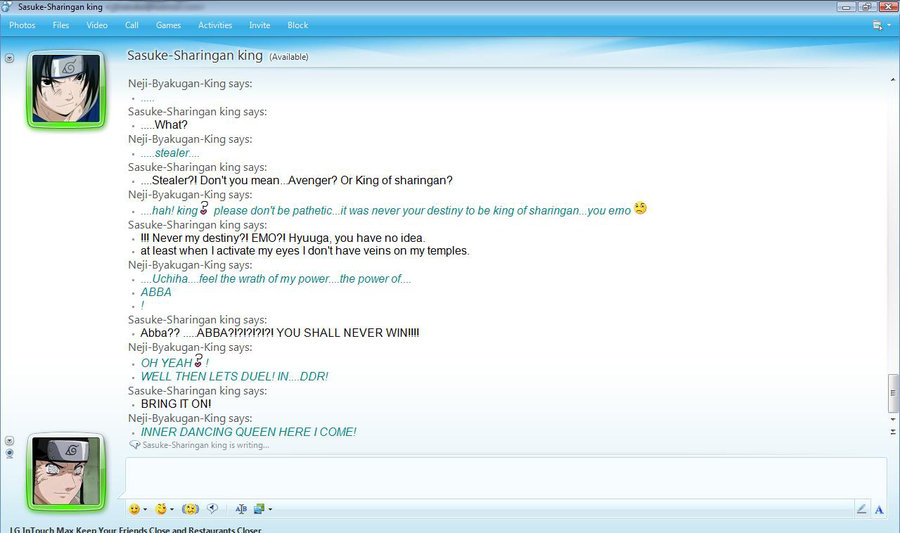 Sasuke-Sharingan king
Photos Files Video Call Games Activities Invite Block
Sasuke-Sharingan king (Available)
Neji-Byakugan-King says:
.....
Sasuke-Sharingan king says:
.....What?
Neji-Byakugan-King says:
.....stealer....
Sasuke-Sharingan king says:
....Stealer?! Don't you mean...Avenger? Or King of sharingan?
Neji-Byakugan-King says:
....hah! king? please don't be pathetic...it was never your destiny to be king of sharingan...you emo
Sasuke-Sharingan king says:
!!! Never my destiny?! EMO?! Hyuuga, you have no idea.
at least when I activate my eyes I don't have veins on my temples.
Neji-Byakugan-King says:
....Uchiha....feel the wrath of my power....the power of....
ABBA
!
Sasuke-Sharingan king says:
Abba?? .....ABBA?!?!?!?!?! YOU SHALL NEVER WIN!!!!
Neji-Byakugan-King says:
OH YEAH? !
WELL THEN LETS DUEL! IN....DDR!
Sasuke-Sharingan king says:
BRING IT ON!
Neji-Byakugan-King says:
INNER DANCING QUEEN HERE I COME!
Sasuke-Sharingan king is writing...
A
LG InTouch Max Keep Your Friends Close and Restaurants Closer